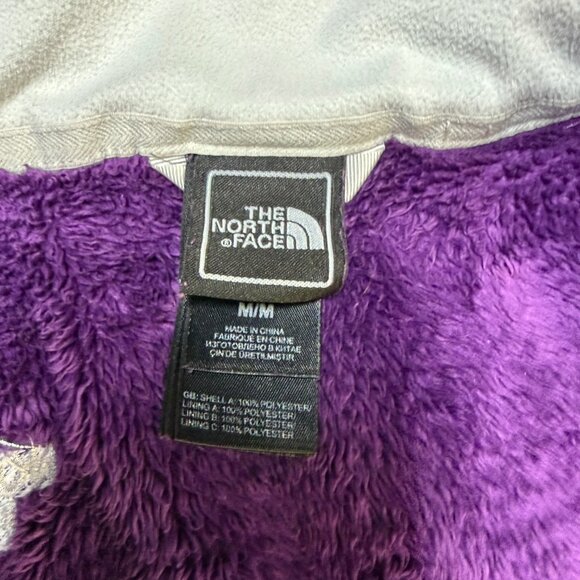 THE
NORTH
® FACE
M/M
MADE IN CHINA
FABRIQUÉ EN CHINE
ИЗГОТОВЛЕНО В КИТАЕ
ÇIN DE ÜRETILMIŞTIR
GB: SHELL A: 100% POLYESTER/
LINING A: 100% POLYESTER/
LINING B: 100% POLYESTER/
LINING C: 100% POLYESTER/